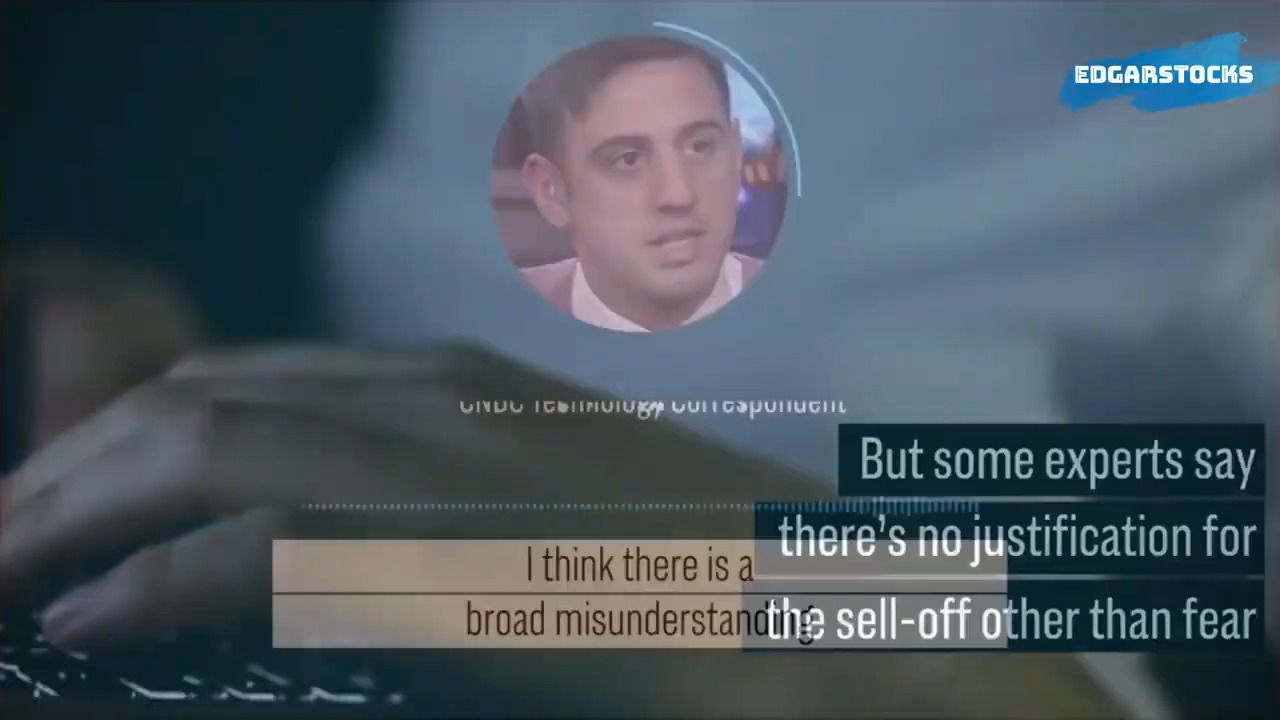 EDGARSTOCKS
CNBC Technology Correspondent
But some experts say
there's no justification for
the sell-off other than fear
I think there is a
broad misunderstanding